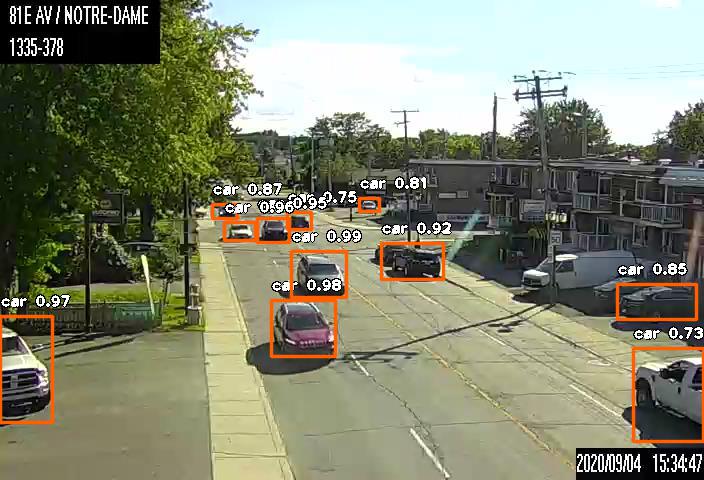 81E AV / NOTRE-DAME
1335-378
car 0.87
car 0.81
0.75
car 0.96
0.95
car 0.99
car 0.92
car 0.98
car 0.85
car 0.97
car 0.73
2020/09/04 15:34:47